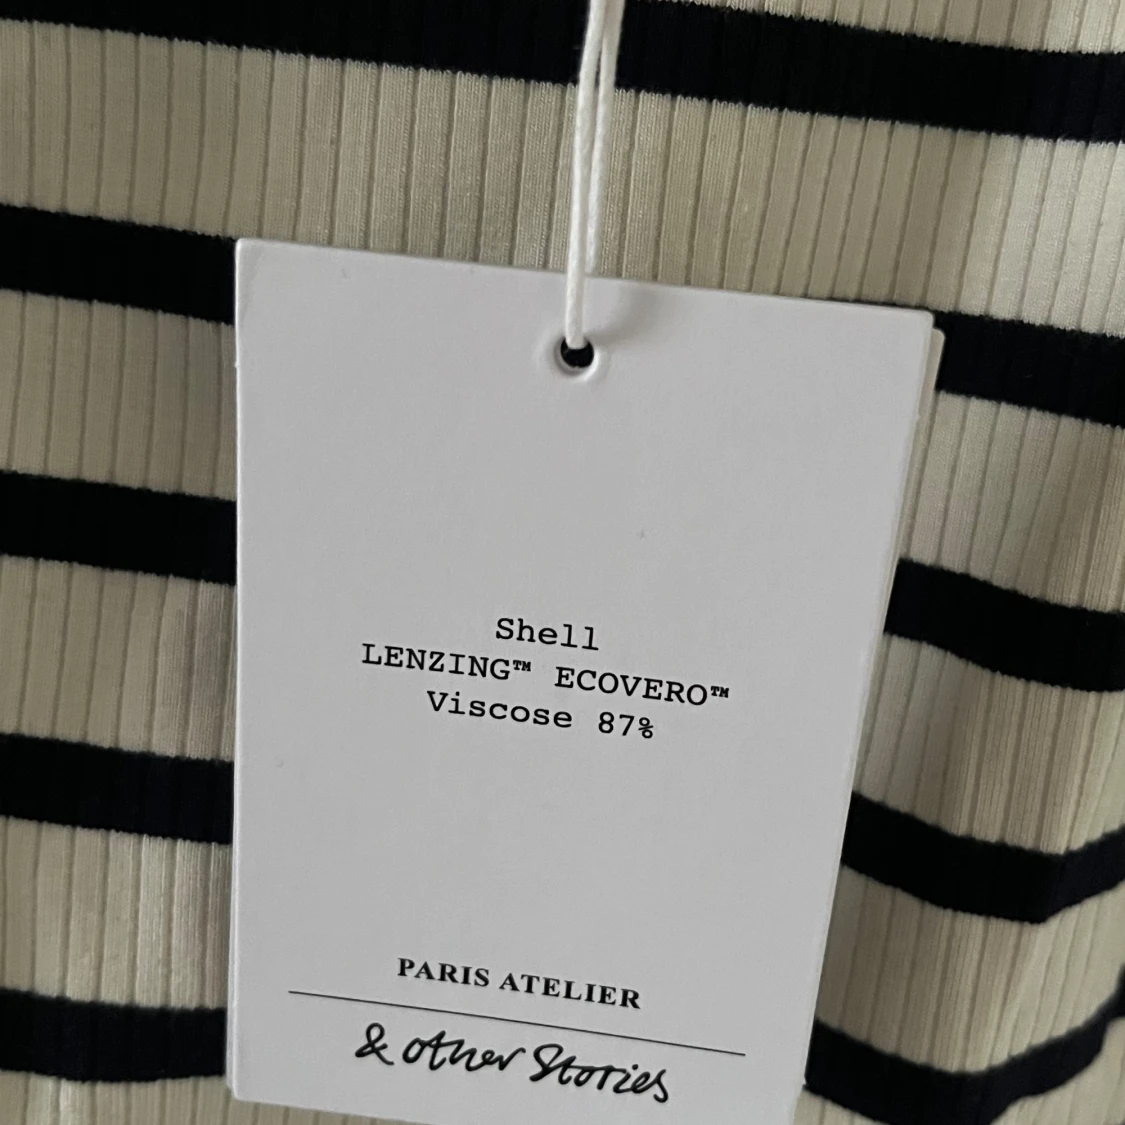 Shell
LENZING™ ECOVERO™
Viscose 87%
PARIS ATELIER
& other Stories